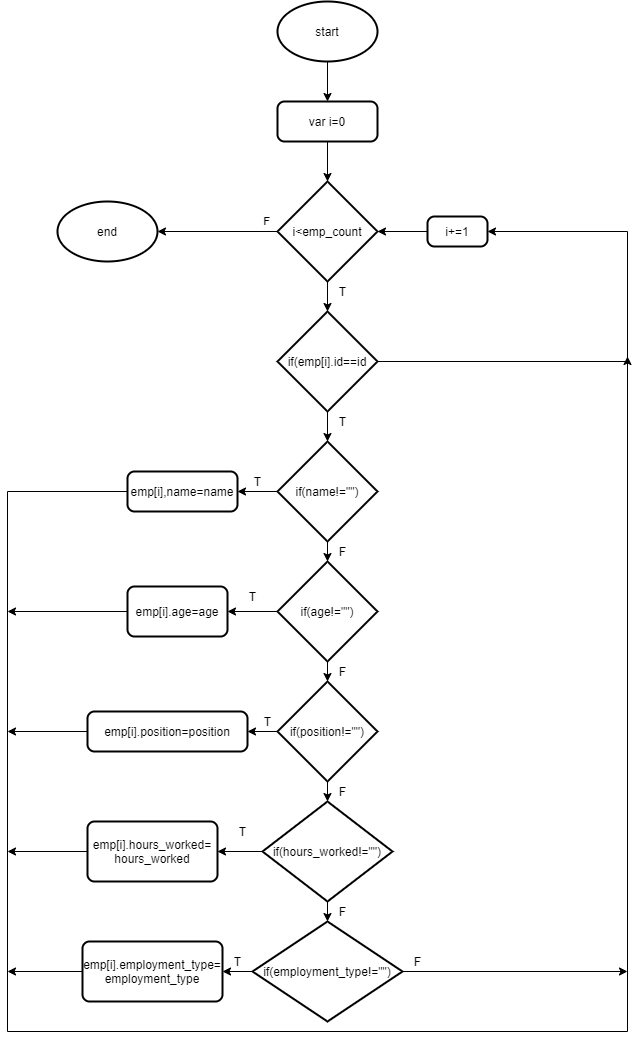 start
var i=0
F
end
i<emp_count
i+=1
T
if(emp[i].id==id
T
emp[i],name=name
T
if(name!="")
F
emp[i].age=age
T
if(age!="")
F
emp[i].position=position
T
if(position!="")
F
emp[i].hours_worked=
hours_worked
T
if(hours_worked!="")
F
emp[i].employment_type=
employment_type
T
if(employment_type!="")
F